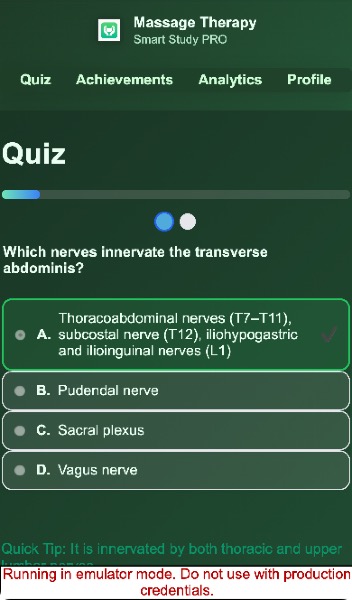 Massage Therapy
Smart Study PRO
Quiz Achievements Analytics Profile
Quiz
Which nerves innervate the transverse
abdominis?
A. Thoracoabdominal nerves (T7–T11),
subcostal nerve (T12), iliohypogastric
and ilioinguinal nerves (L1)
B. Pudendal nerve
C. Sacral plexus
D. Vagus nerve
Quick Tip: It is innervated by both thoracic and upper
lumbar nerves.
Running in emulator mode. Do not use with production
credentials.